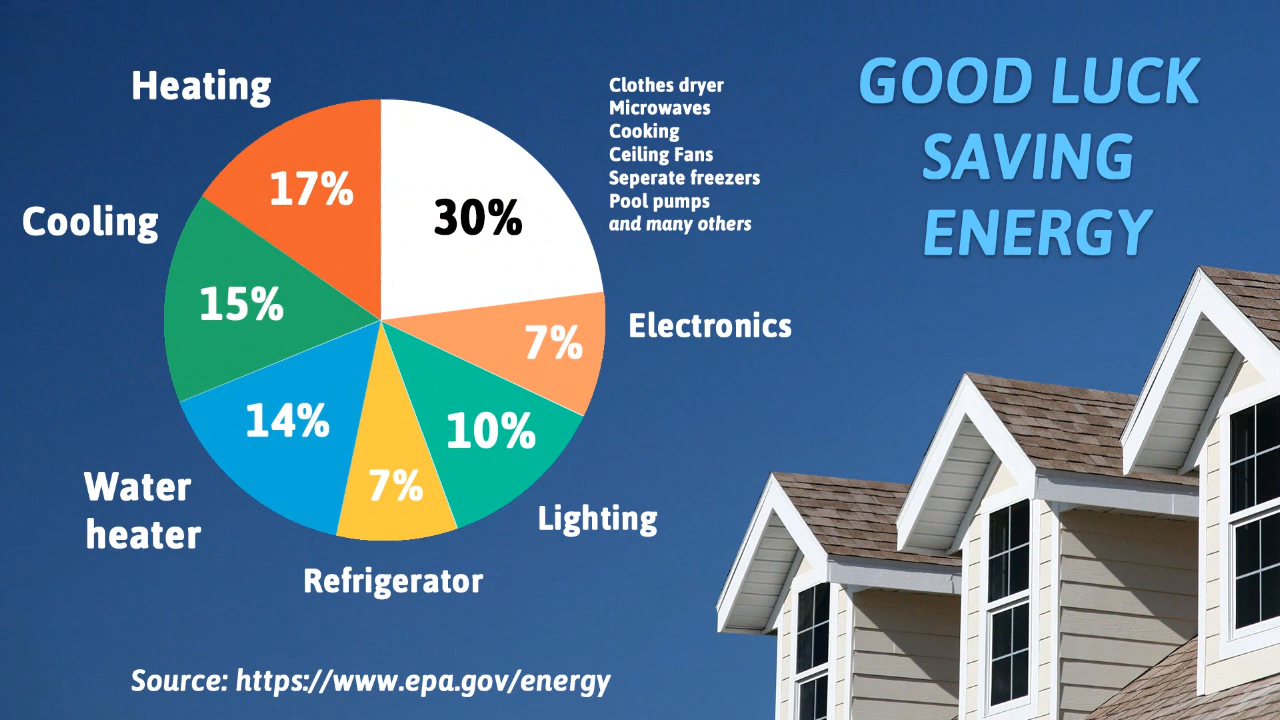 Heating
17%
Cooling
15%
Water
heater
14%
Refrigerator
7%
Lighting
10%
Electronics
7%
30%
Clothes dryer
Microwaves
Cooking
Ceiling Fans
Seperate freezers
Pool pumps
and many others
GOOD LUCK
SAVING
ENERGY
Source: https://www.epa.gov/energy